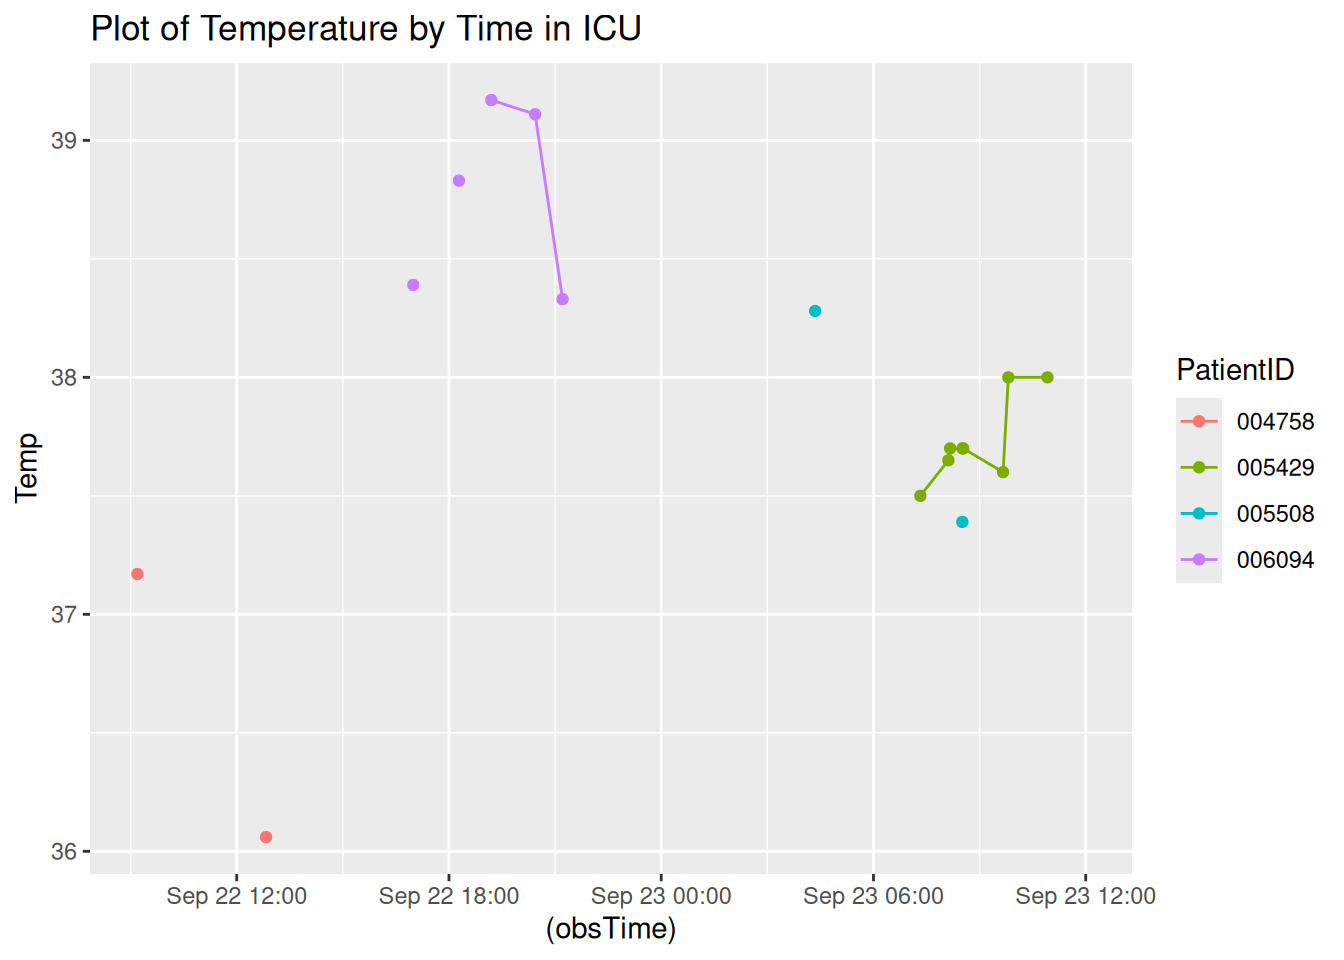 Plot of Temperature by Time in ICU
39
38
37
36
Temp
Sep 22 12:00 Sep 22 18:00 Sep 23 00:00 Sep 23 06:00 Sep 23 12:00
(obsTime)
PatientID
004758
005429
005508
006094